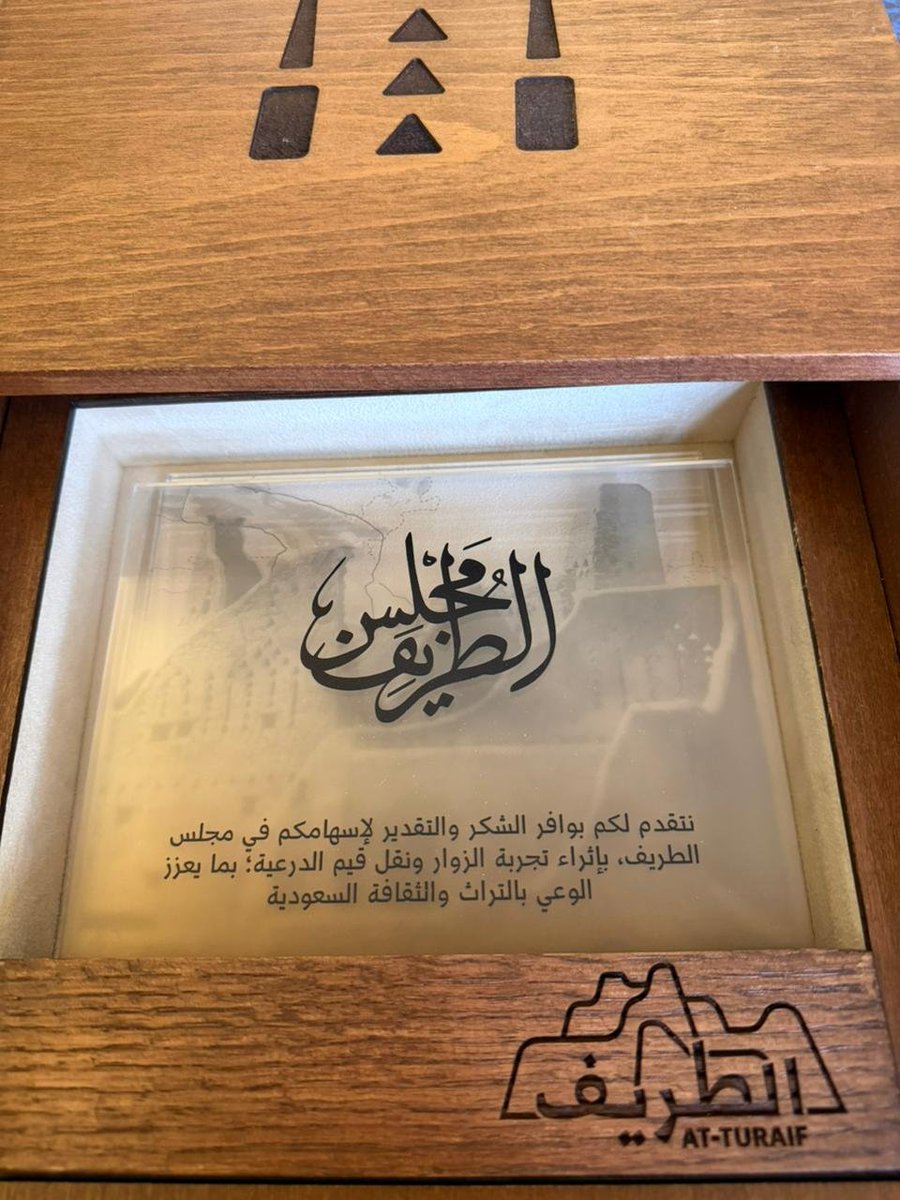 مجلس
الطريف
نتقدم لكم بوافر الشكر والتقدير لإسهامكم في مجلس
الطريف، بإثراء تجربة الزوار ونقل قيم الدرعية؛ بما يعزز
الوعي بالتراث والثقافة السعودية
الطريف
AT-TURAIF